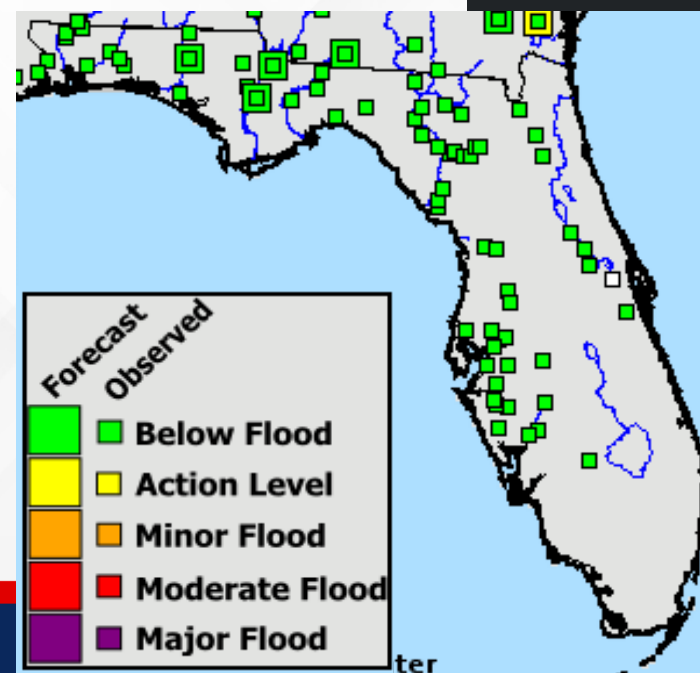 Forecast
Observed
Below Flood
Action Level
Minor Flood
Moderate Flood
Major Flood
ter